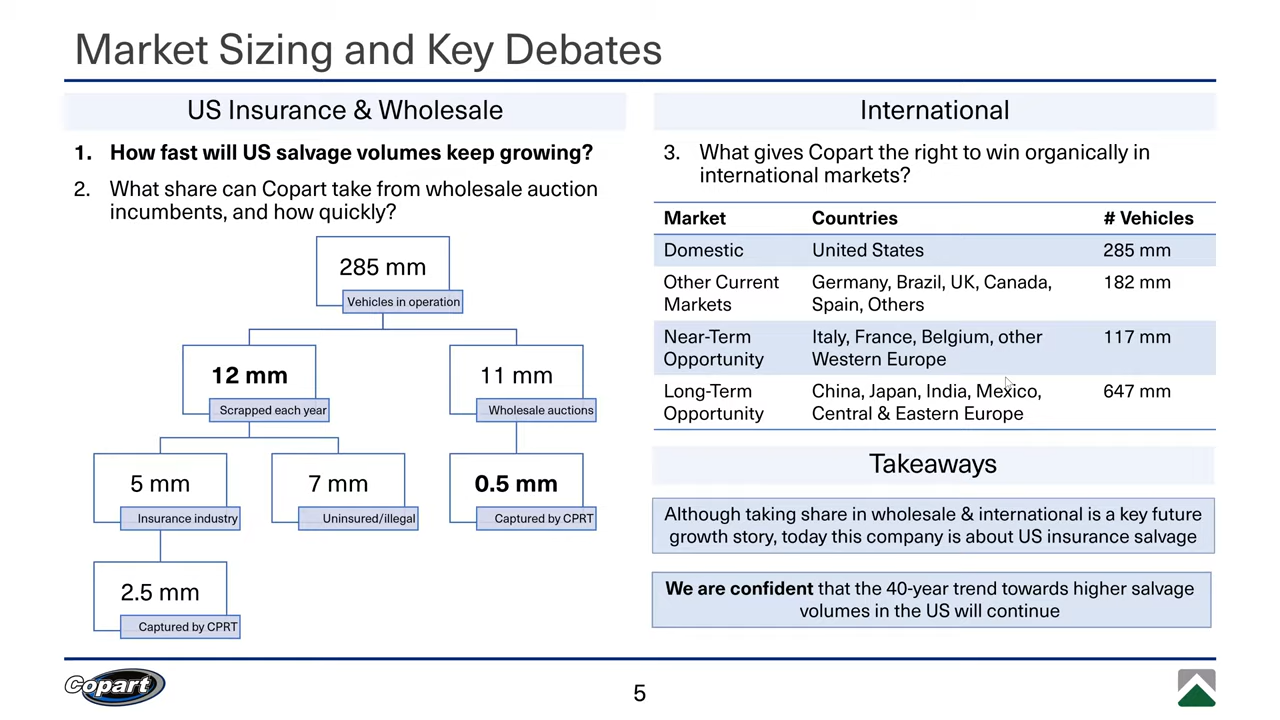 Market Sizing and Key Debates
US Insurance & Wholesale
1. How fast will US salvage volumes keep growing?
2. What share can Copart take from wholesale auction
incumbents, and how quickly?
285 mm
Vehicles in operation
12 mm
Scrapped each year
11 mm
Wholesale auctions
5 mm
Insurance industry
7 mm
Uninsured/illegal
0.5 mm
Captured by CPRT
2.5 mm
Captured by CPRT
International
3. What gives Copart the right to win organically in
international markets?
Market Countries # Vehicles
Domestic United States 285 mm
Other Current Germany, Brazil, UK, Canada, 182 mm
Markets Spain, Others
Near-Term Italy, France, Belgium, other 117 mm
Opportunity Western Europe
Long-Term China, Japan, India, Mexico, 647 mm
Opportunity Central & Eastern Europe
Takeaways
Although taking share in wholesale & international is a key future
growth story, today this company is about US insurance salvage
We are confident that the 40-year trend towards higher salvage
volumes in the US will continue
Copart
5